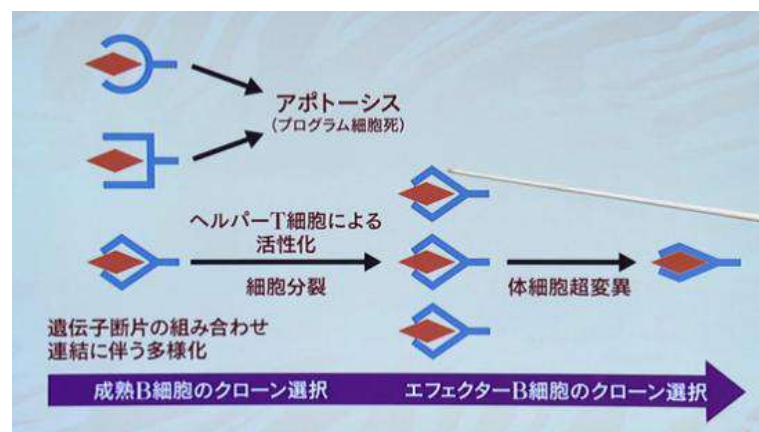 アポトーシス
(プログラム細胞死)
ヘルパーT細胞による
活性化
細胞分裂
体細胞超変異
遺伝子断片の組み合わせ
連結に伴う多様化
成熟B細胞のクローン選択
エフェクターB細胞のクローン選択